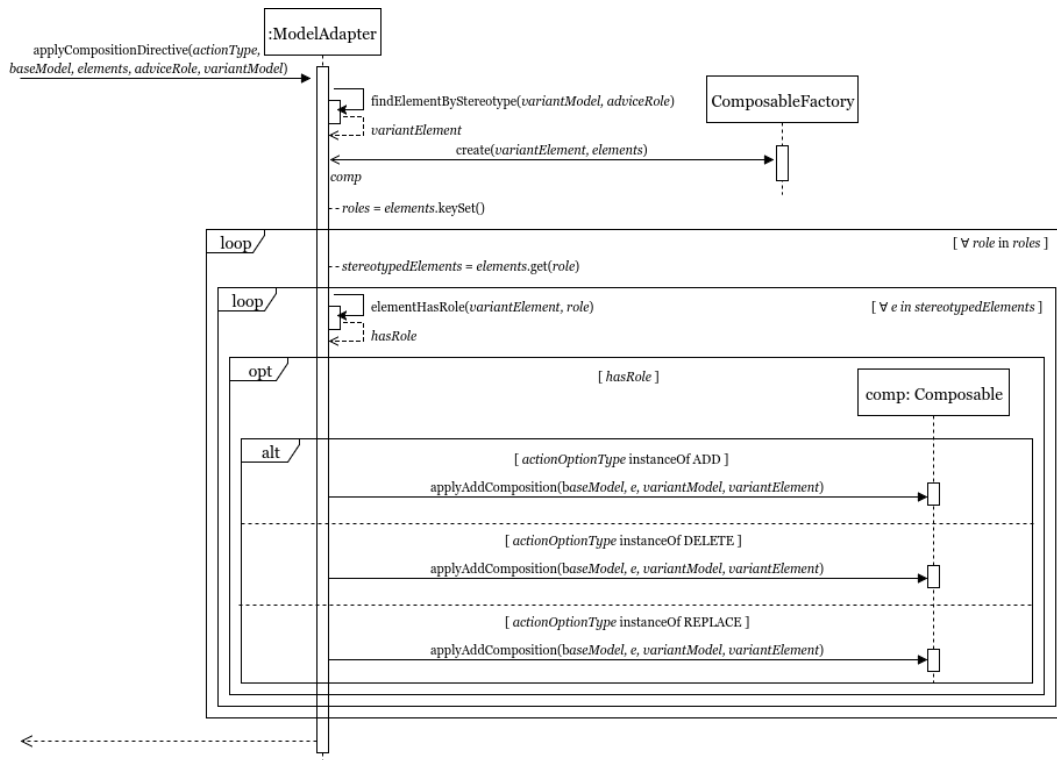 :ModelAdapter
applyCompositionDirective(actionType,
baseModel, elements, adviceRole, variantModel)
findElementByStereotype(variantModel, adviceRole)
ComposableFactory
variantElement
create(variantElement, elements)
comp
roles = elements.keySet()
loop
[ ∀ role in roles ]
stereotypedElements = elements.get(role)
loop
elementHasRole(variantElement, role)
[ ∀ e in stereotypedElements ]
hasRole
opt
[ hasRole ]
comp: Composable
alt
[ actionOptionType instanceOf ADD ]
applyAddComposition(baseModel, e, variantModel, variantElement)
[ actionOptionType instanceOf DELETE ]
applyAddComposition(baseModel, e, variantModel, variantElement)
[ actionOptionType instanceOf REPLACE ]
applyAddComposition(baseModel, e, variantModel, variantElement)